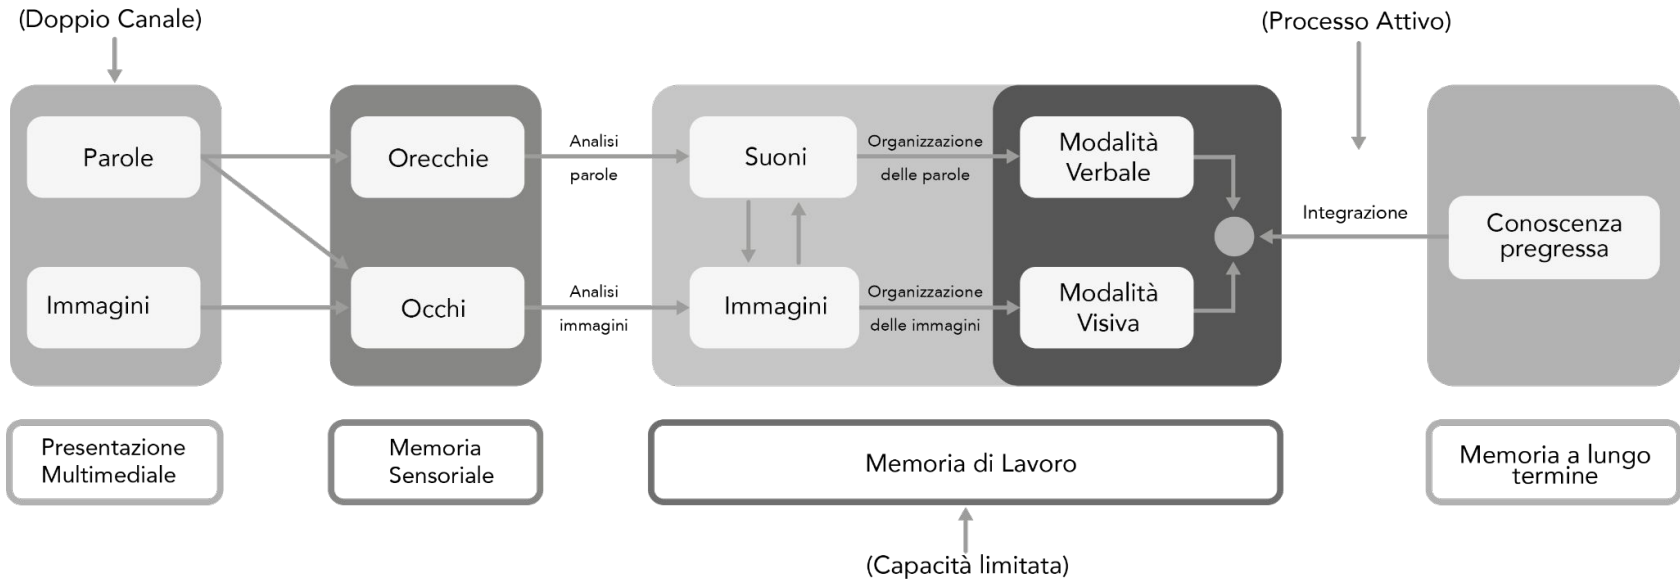 (Doppio Canale)
(Processo Attivo)
Parole
Immagini
Orecchie
Occhi
Analisi
parole
Analisi
immagini
Suoni
Immagini
Organizzazione
delle parole
Organizzazione
delle immagini
Modalità
Verbale
Modalità
Visiva
Integrazione
Conoscenza
pregressa
Presentazione
Multimediale
Memoria
Sensoriale
Memoria di Lavoro
Memoria a lungo
termine
(Capacità limitata)